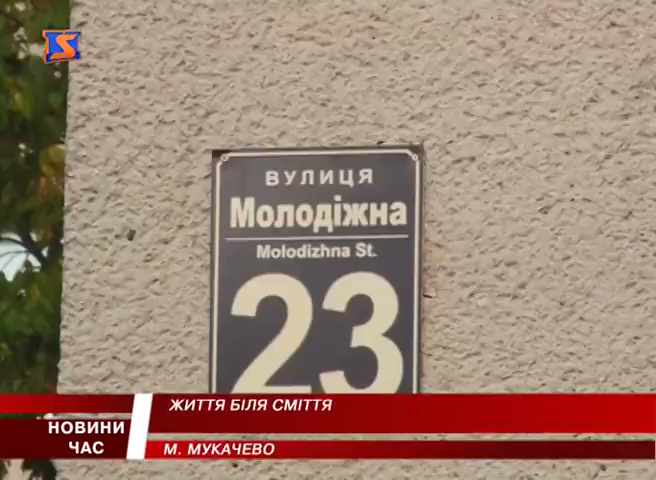 ВУЛИЦЯ
Молодіжна
Molodizhna St.
23
ЖИТТЯ БІЛЯ СМІТТЯ
НОВИНИ
ЧАС
М. МУКАЧЕВО